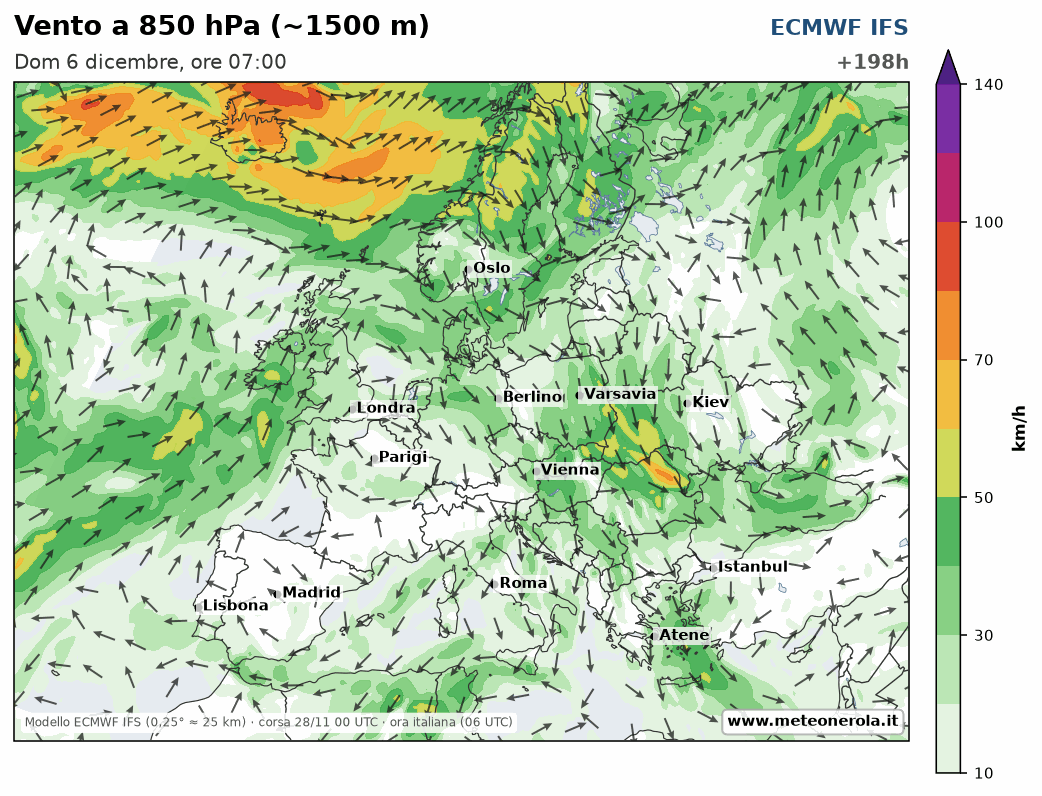 Vento a 850 hPa (~1500 m)
ECMWF IFS
Dom 6 dicembre, ore 07:00
+198h
140
100
70
50
30
10
km/h
Oslo
Londra
Berlino
Varsavia
Kiev
Parigi
Vienna
Istanbul
Roma
Madrid
Lisbona
Atene
Modello ECMWF IFS (0,25° ≈ 25 km) · corsa 28/11 00 UTC · ora italiana (06 UTC)
www.meteonerola.it